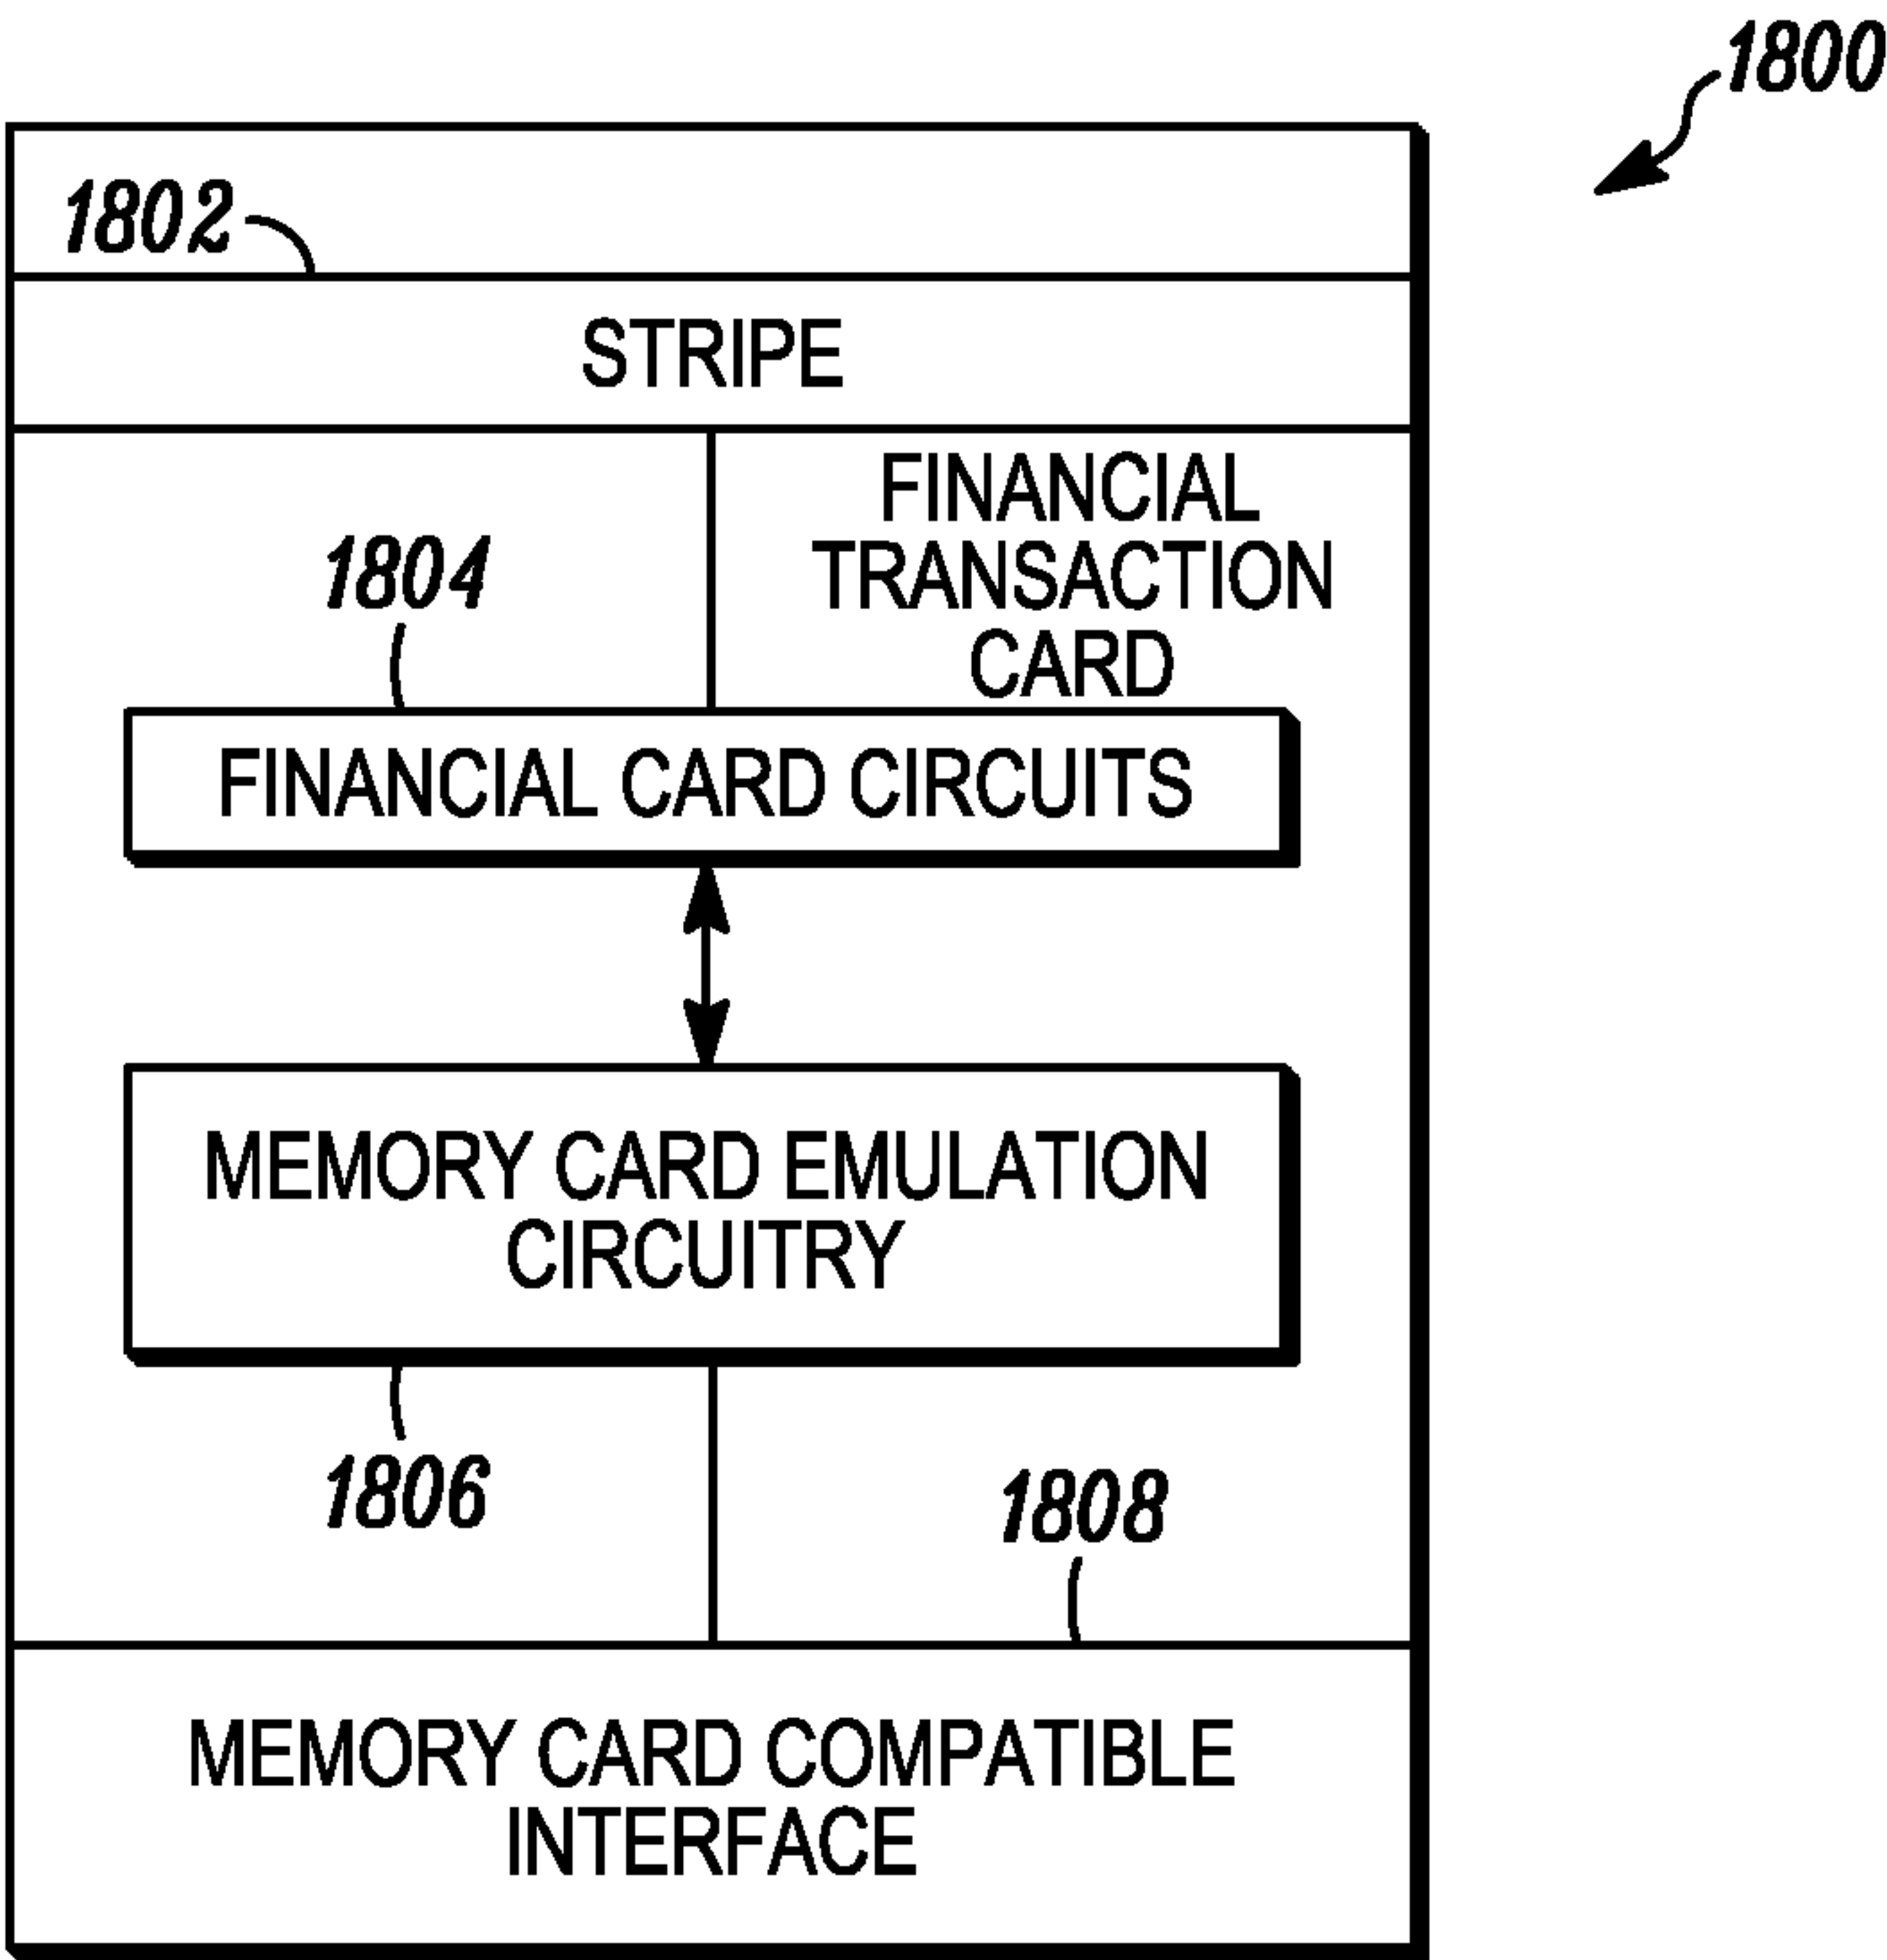 1800
1802
STRIPE
FINANCIAL
TRANSACTION
CARD
1804
FINANCIAL CARD CIRCUITS
MEMORY CARD EMULATION
CIRCUITRY
1806
1808
MEMORY CARD COMPATIBLE
INTERFACE